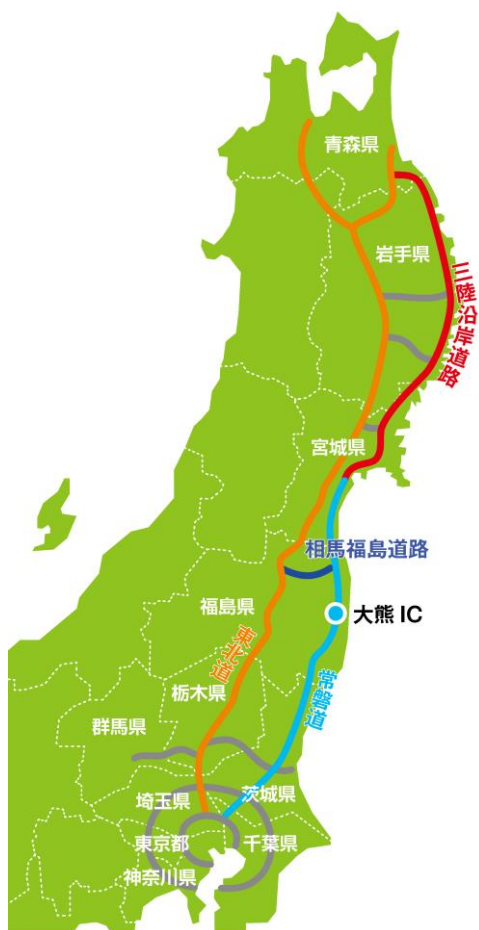 青森県
岩手県
三陸沿岸道路
宮城県
相馬福島道路
大熊 IC
福島県
東北道
栃木県
常磐道
群馬県
埼玉県
茨城県
東京都
千葉県
神奈川県